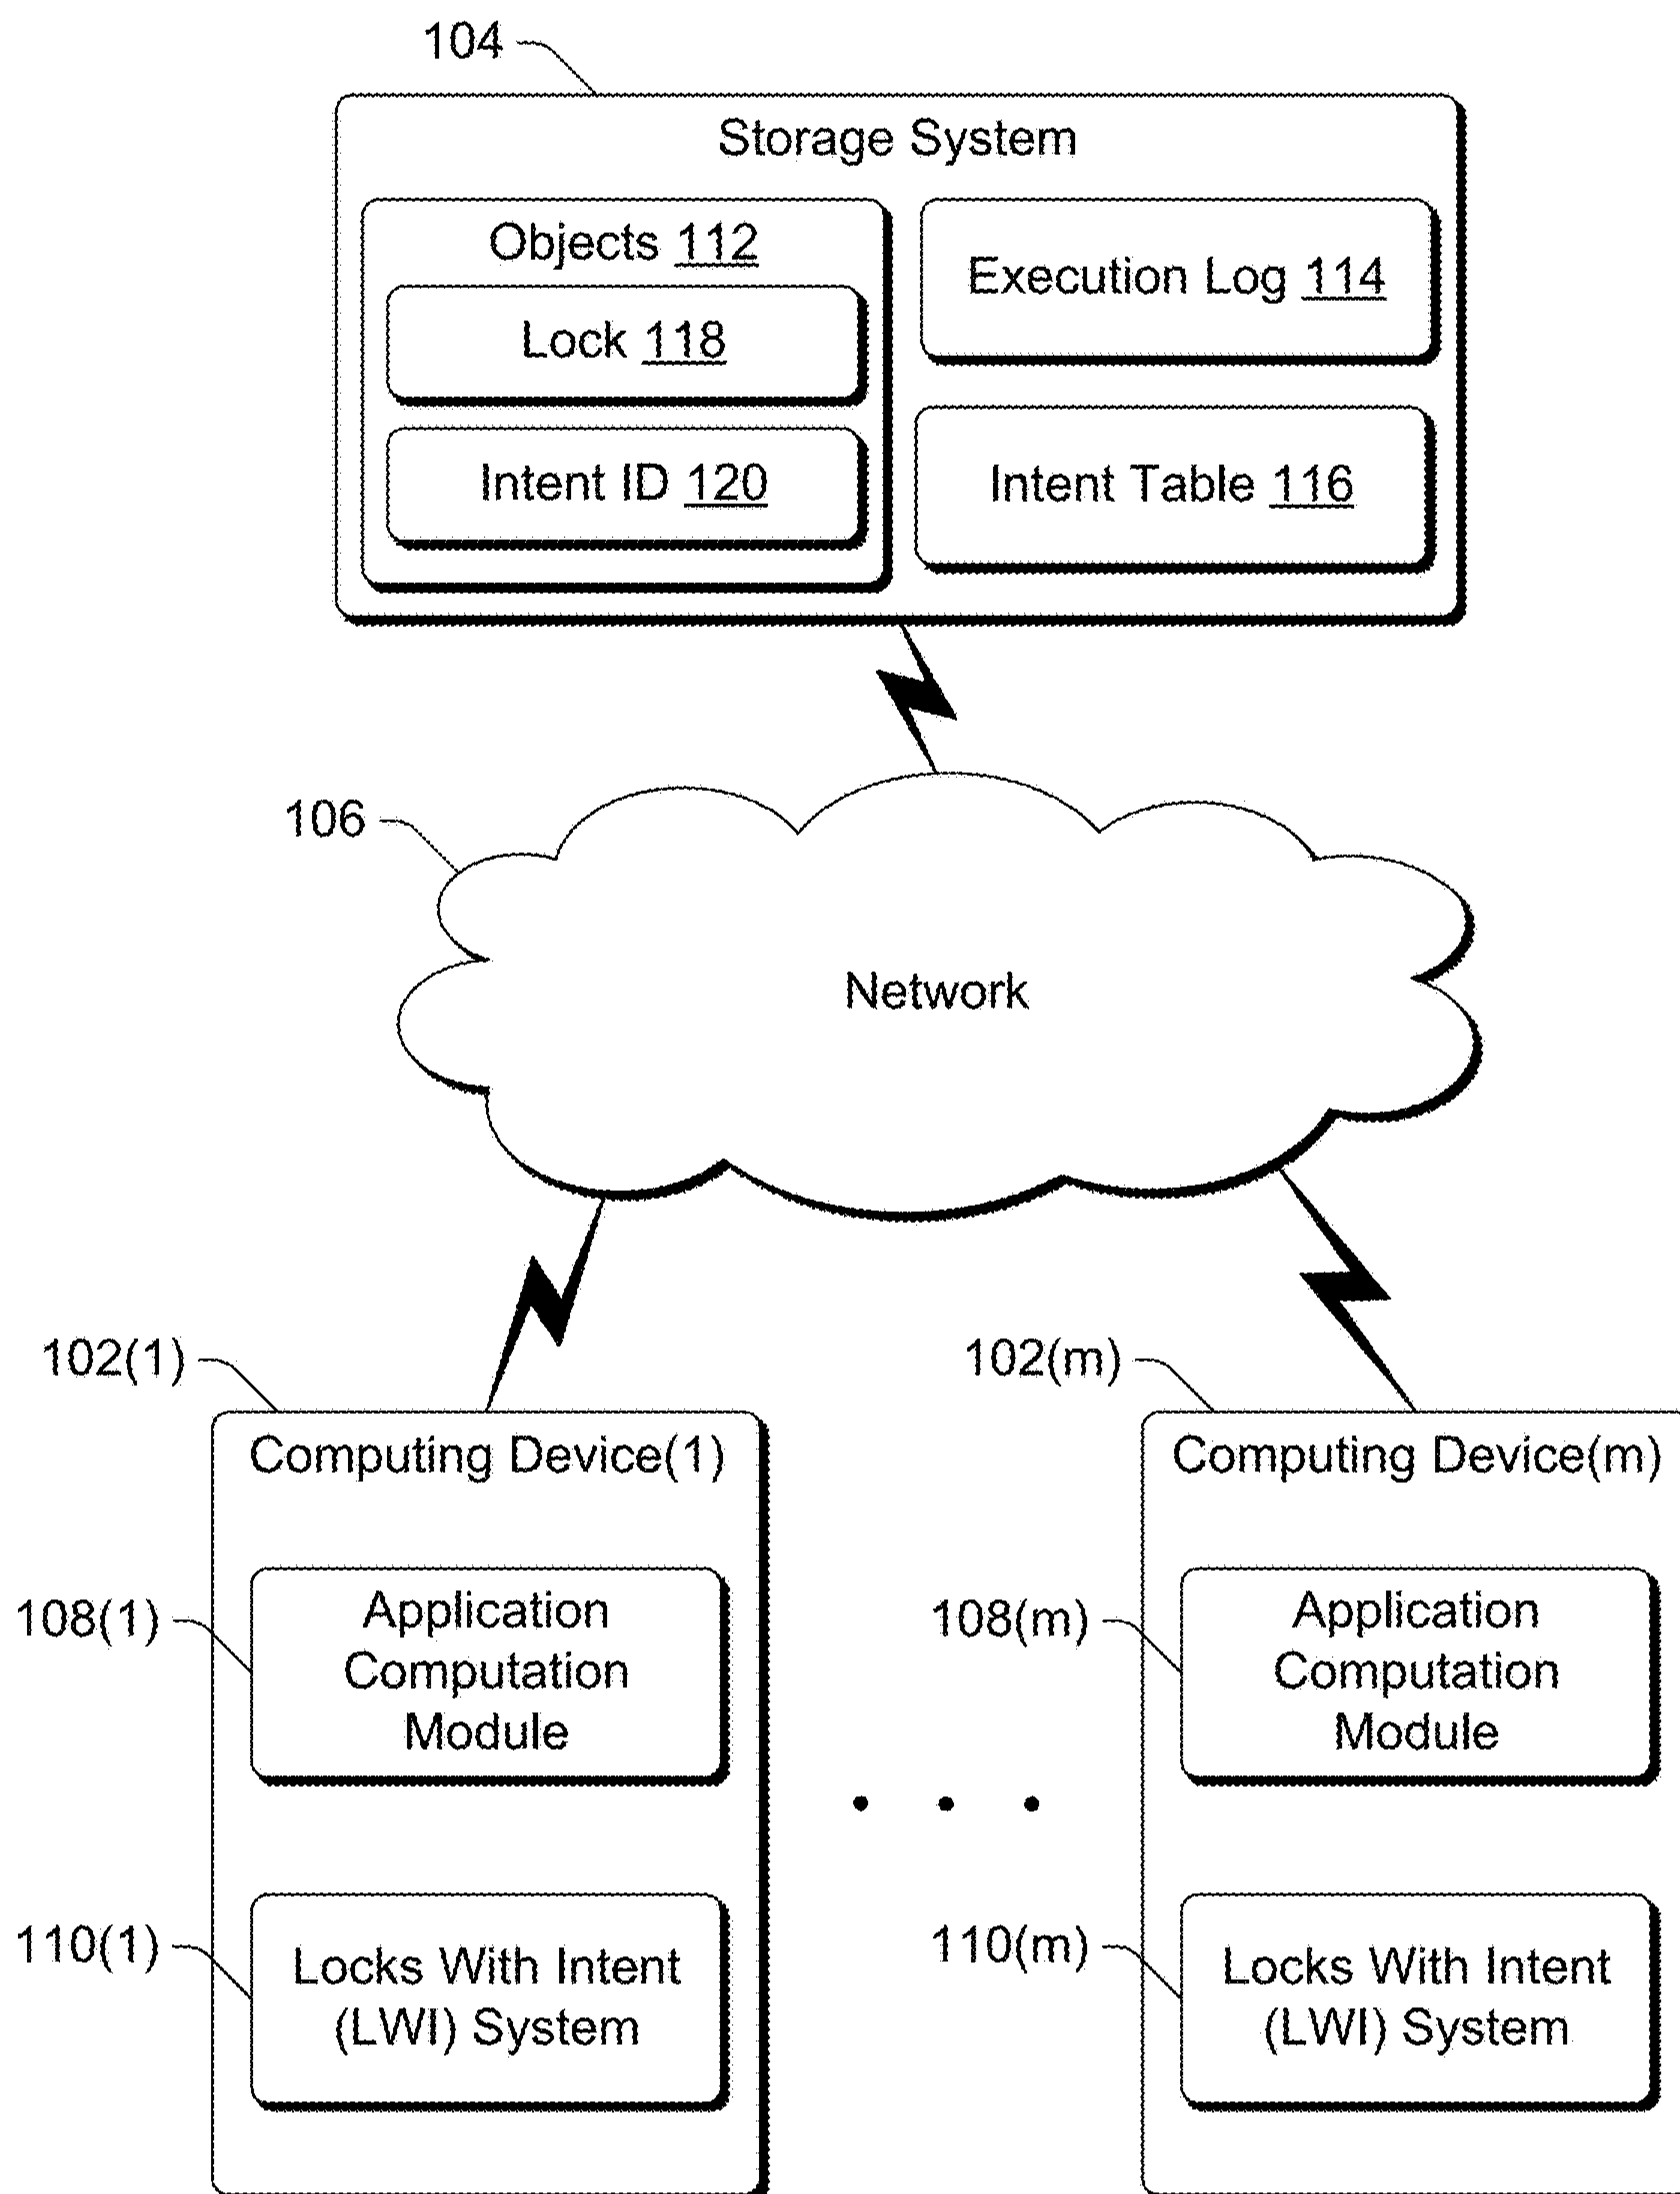 104
Storage System
Objects 112
Lock 118
Intent ID 120
Execution Log 114
Intent Table 116
106
Network
102(1)
Computing Device(1)
108(1)
Application
Computation
Module
110(1)
Locks With Intent
(LWI) System
102(m)
Computing Device(m)
108(m)
Application
Computation
Module
110(m)
Locks With Intent
(LWI) System